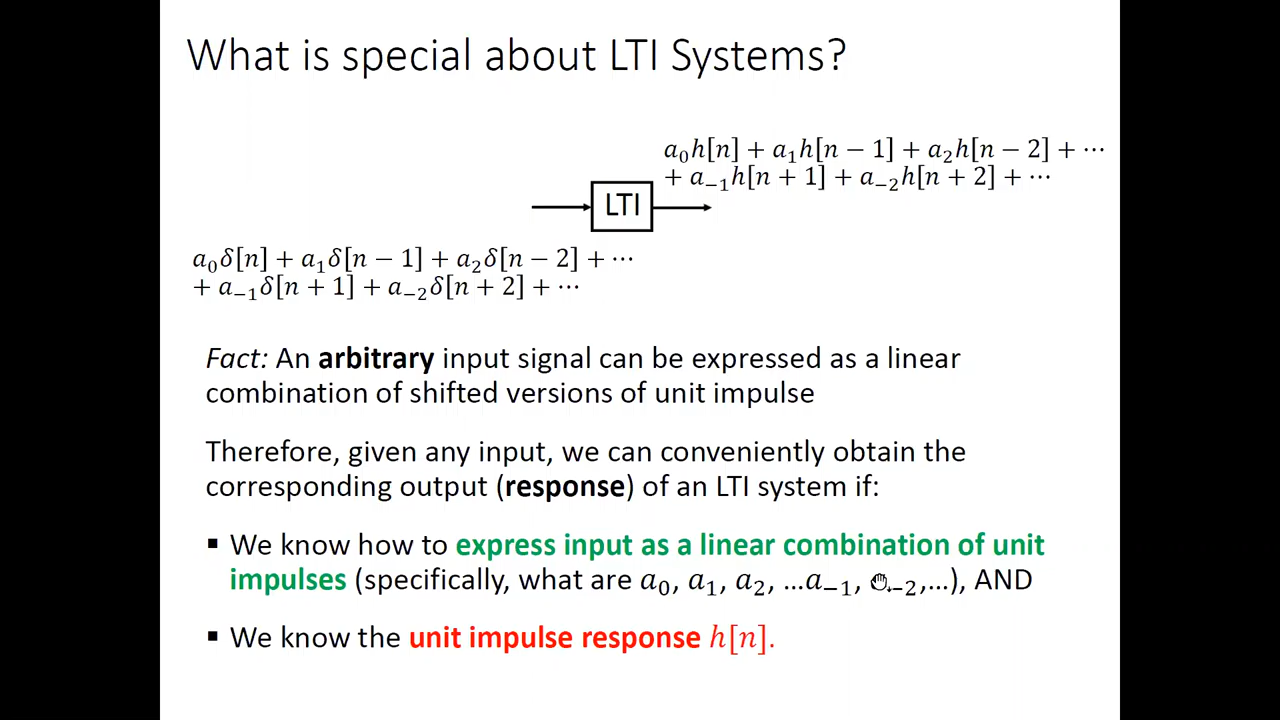 What is special about LTI Systems?
a₀h[n] + a₁h[n − 1] + a₂h[n − 2] + ⋯
+ a₋₁h[n + 1] + a₋₂h[n + 2] + ⋯
LTI
a₀δ[n] + a₁δ[n − 1] + a₂δ[n − 2] + ⋯
+ a₋₁δ[n + 1] + a₋₂δ[n + 2] + ⋯
Fact: An arbitrary input signal can be expressed as a linear
combination of shifted versions of unit impulse
Therefore, given any input, we can conveniently obtain the
corresponding output (response) of an LTI system if:
▪ We know how to express input as a linear combination of unit
impulses (specifically, what are a₀, a₁, a₂, …a₋₁, ₋₂,…), AND
▪ We know the unit impulse response h[n].